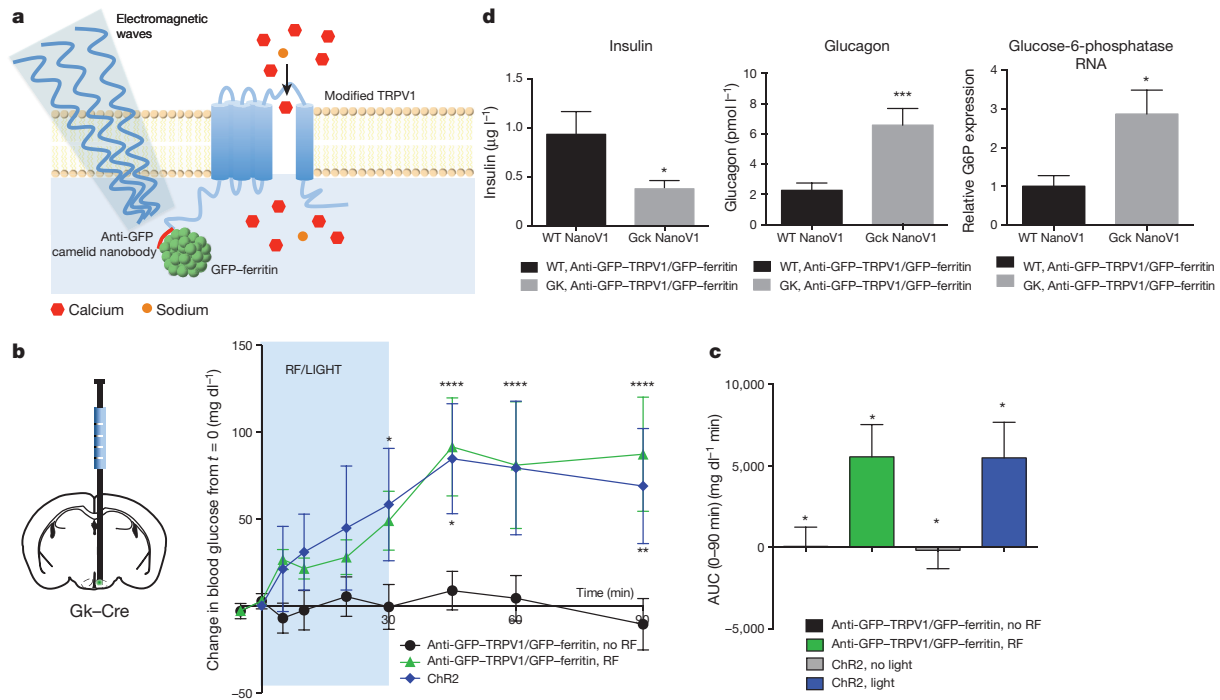 a
Electromagnetic
waves
Modified TRPV1
Anti-GFP
camelid nanobody
GFP–ferritin
Calcium
Sodium
d
Insulin
Insulin (µg l⁻¹)
1.5
1.0
0.5
0
*
WT NanoV1
Gck NanoV1
WT, Anti-GFP–TRPV1/GFP–ferritin
GK, Anti-GFP–TRPV1/GFP–ferritin
Glucagon
Glucagon (pmol l⁻¹)
10
8
6
4
2
0
***
WT NanoV1
Gck NanoV1
WT, Anti-GFP–TRPV1/GFP–ferritin
GK, Anti-GFP–TRPV1/GFP–ferritin
Glucose-6-phosphatase
RNA
Relative G6P expression
4
3
2
1
0
*
WT NanoV1
Gck NanoV1
WT, Anti-GFP–TRPV1/GFP–ferritin
GK, Anti-GFP–TRPV1/GFP–ferritin
b
Gk–Cre
Change in blood glucose from t = 0 (mg dl⁻¹)
150
100
50
0
−50
RF/LIGHT
*
****
****
****
*
**
Time (min)
30
60
90
Anti-GFP–TRPV1/GFP–ferritin, no RF
Anti-GFP–TRPV1/GFP–ferritin, RF
ChR2
c
AUC (0–90 min) (mg dl⁻¹ min)
10,000
5,000
0
−5,000
*
*
*
*
Anti-GFP–TRPV1/GFP–ferritin, no RF
Anti-GFP–TRPV1/GFP–ferritin, RF
ChR2, no light
ChR2, light